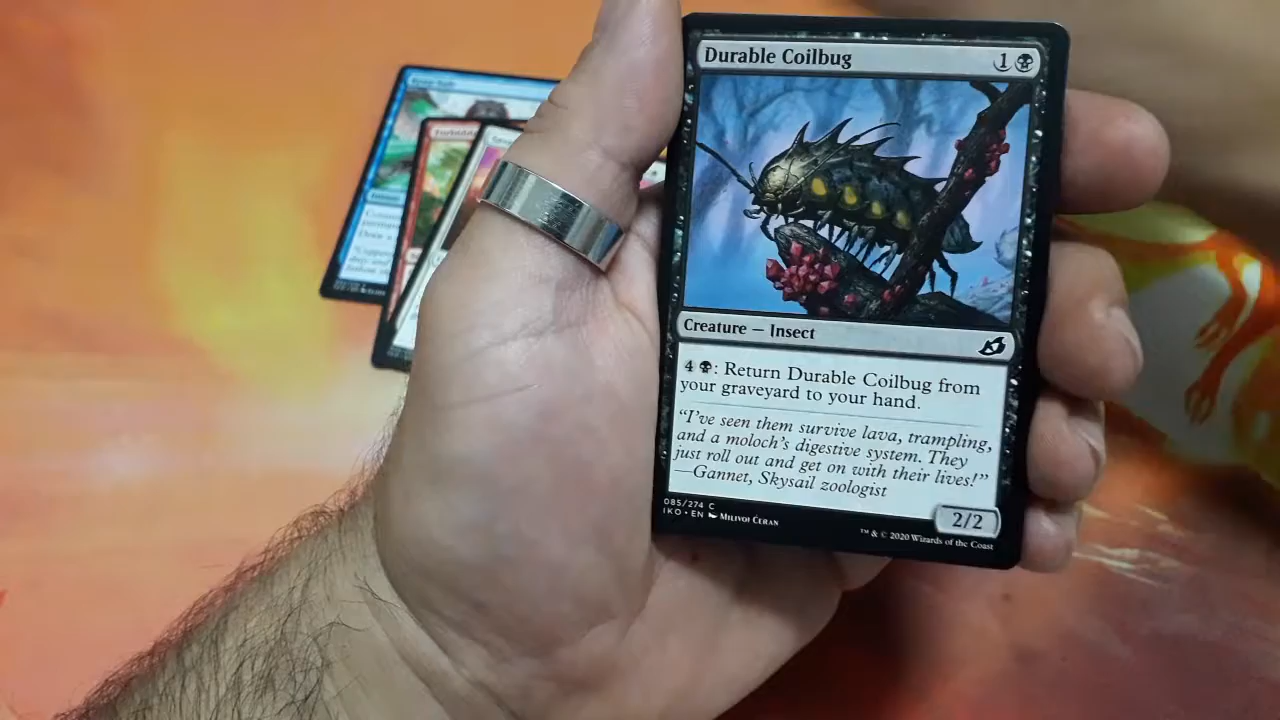 Durable Coilbug 1
Creature — Insect
4 : Return Durable Coilbug from
your graveyard to your hand.
"I've seen them survive lava, trampling,
and a moloch's digestive system. They
just roll out and get on with their lives!"
—Gannet, Skysail zoologist
2/2
085/274 C
IKO • EN MILIVOJ ĆERAN
™ & © 2020 Wizards of the Coast